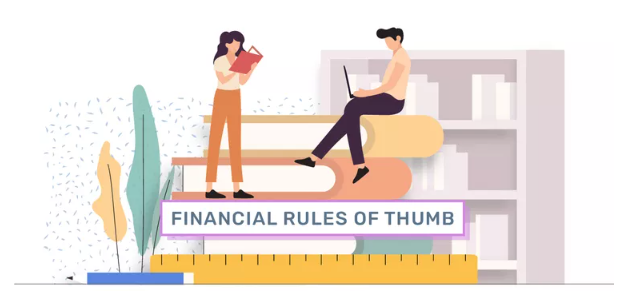 FINANCIAL RULES OF THUMB